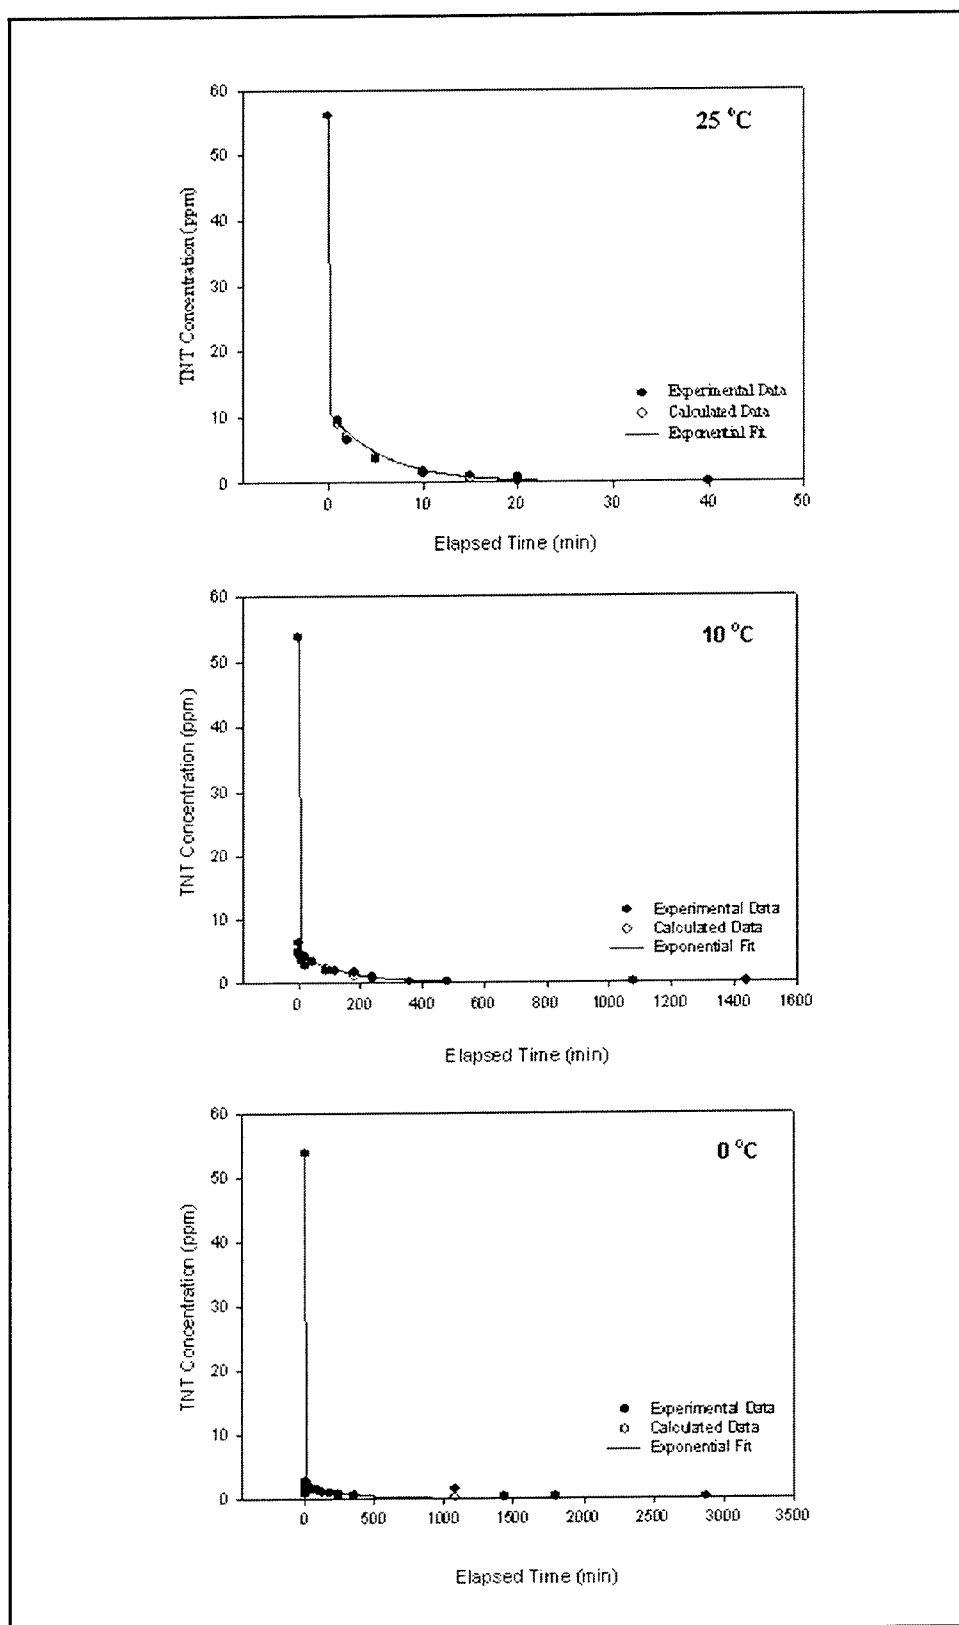 60
25 °C
50
40
30
20
10
0
TNT Concentration (ppm)
Experimental Data
Calculated Data
Exponential Fit
0 10 20 30 40 50
Elapsed Time (min)
60
10 °C
50
40
30
20
10
0
TNT Concentration (ppm)
Experimental Data
Calculated Data
Exponential Fit
0 200 400 600 800 1000 1200 1400 1600
Elapsed Time (min)
60
0 °C
50
40
30
20
10
0
TNT Concentration (ppm)
Experimental Data
Calculated Data
Exponential Fit
0 500 1000 1500 2000 2500 3000 3500
Elapsed Time (min)